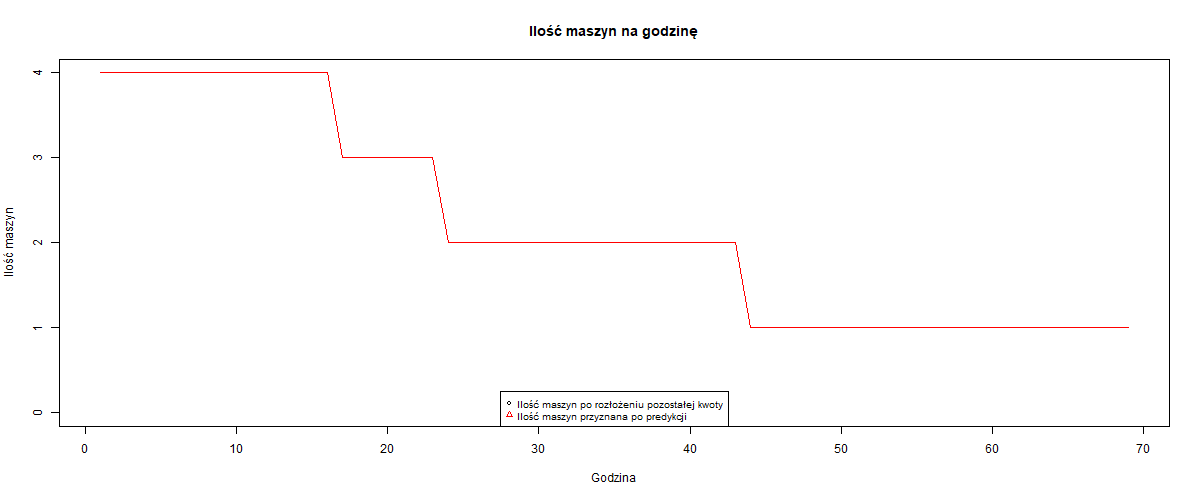 Ilość maszyn na godzinę
Ilość maszyn
4
3
2
1
0
Ilość maszyn po rozłożeniu pozostałej kwoty
Ilość maszyn przyznana po predykcji
0 10 20 30 40 50 60 70
Godzina